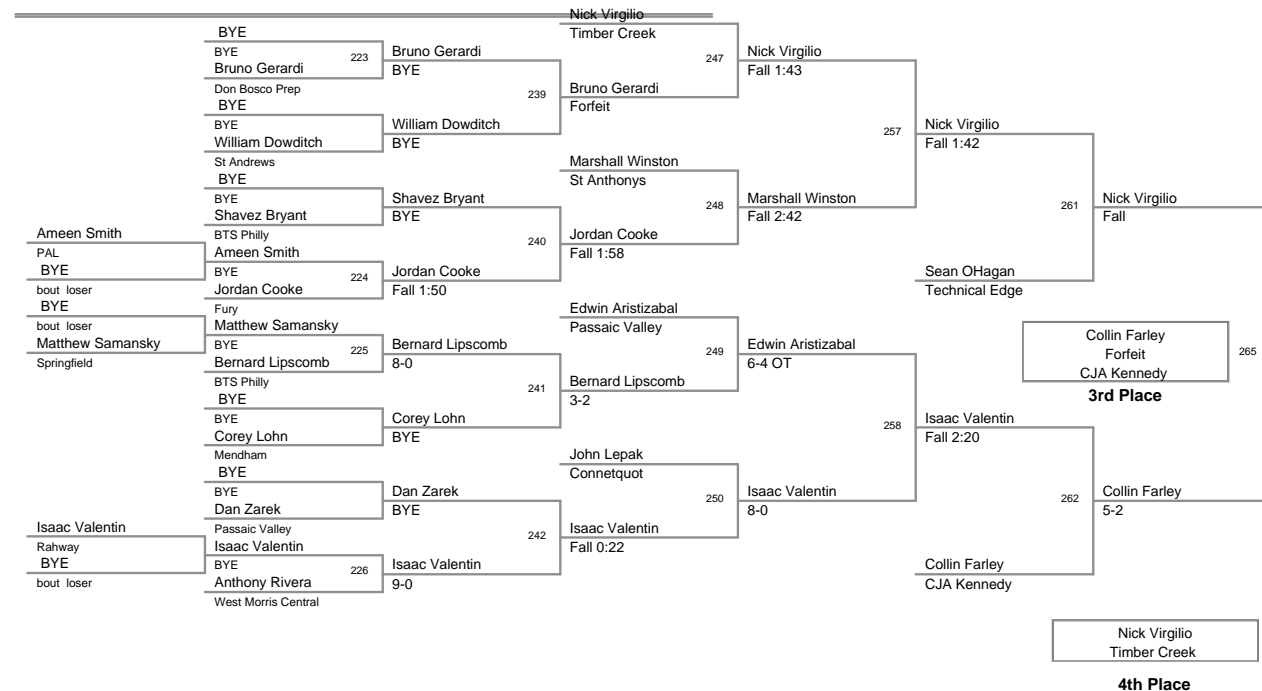 Nick Virgilio
Timber Creek
BYE
BYE
223
Bruno Gerardi
Bruno Gerardi
BYE
247
Nick Virgilio
Fall 1:43
Don Bosco Prep
BYE
239
Bruno Gerardi
Forfeit
BYE
William Dowditch
William Dowditch
BYE
257
Nick Virgilio
Fall 1:42
St Andrews
BYE
Marshall Winston
St Anthonys
BYE
Shavez Bryant
Shavez Bryant
BYE
248
Marshall Winston
Fall 2:42
261
Nick Virgilio
Fall
Ameen Smith
PAL
BTS Philly
Ameen Smith
240
Jordan Cooke
Fall 1:58
BYE
bout loser
BYE
224
Jordan Cooke
Jordan Cooke
Fall 1:50
Sean OHagan
Technical Edge
BYE
bout loser
Fury
Matthew Samansky
Edwin Aristizabal
Passaic Valley
Matthew Samansky
Springfield
BYE
225
Bernard Lipscomb
Bernard Lipscomb
8-0
249
Edwin Aristizabal
6-4 OT
Collin Farley
Forfeit
CJA Kennedy
265
3rd Place
BTS Philly
BYE
241
Bernard Lipscomb
3-2
BYE
Corey Lohn
Corey Lohn
BYE
258
Isaac Valentin
Fall 2:20
Mendham
BYE
John Lepak
Connetquot
BYE
Dan Zarek
Dan Zarek
BYE
250
Isaac Valentin
8-0
262
Collin Farley
5-2
Isaac Valentin
Rahway
Passaic Valley
Isaac Valentin
242
Isaac Valentin
Fall 0:22
BYE
bout loser
BYE
226
Anthony Rivera
Isaac Valentin
9-0
Collin Farley
CJA Kennedy
West Morris Central
Nick Virgilio
Timber Creek
4th Place